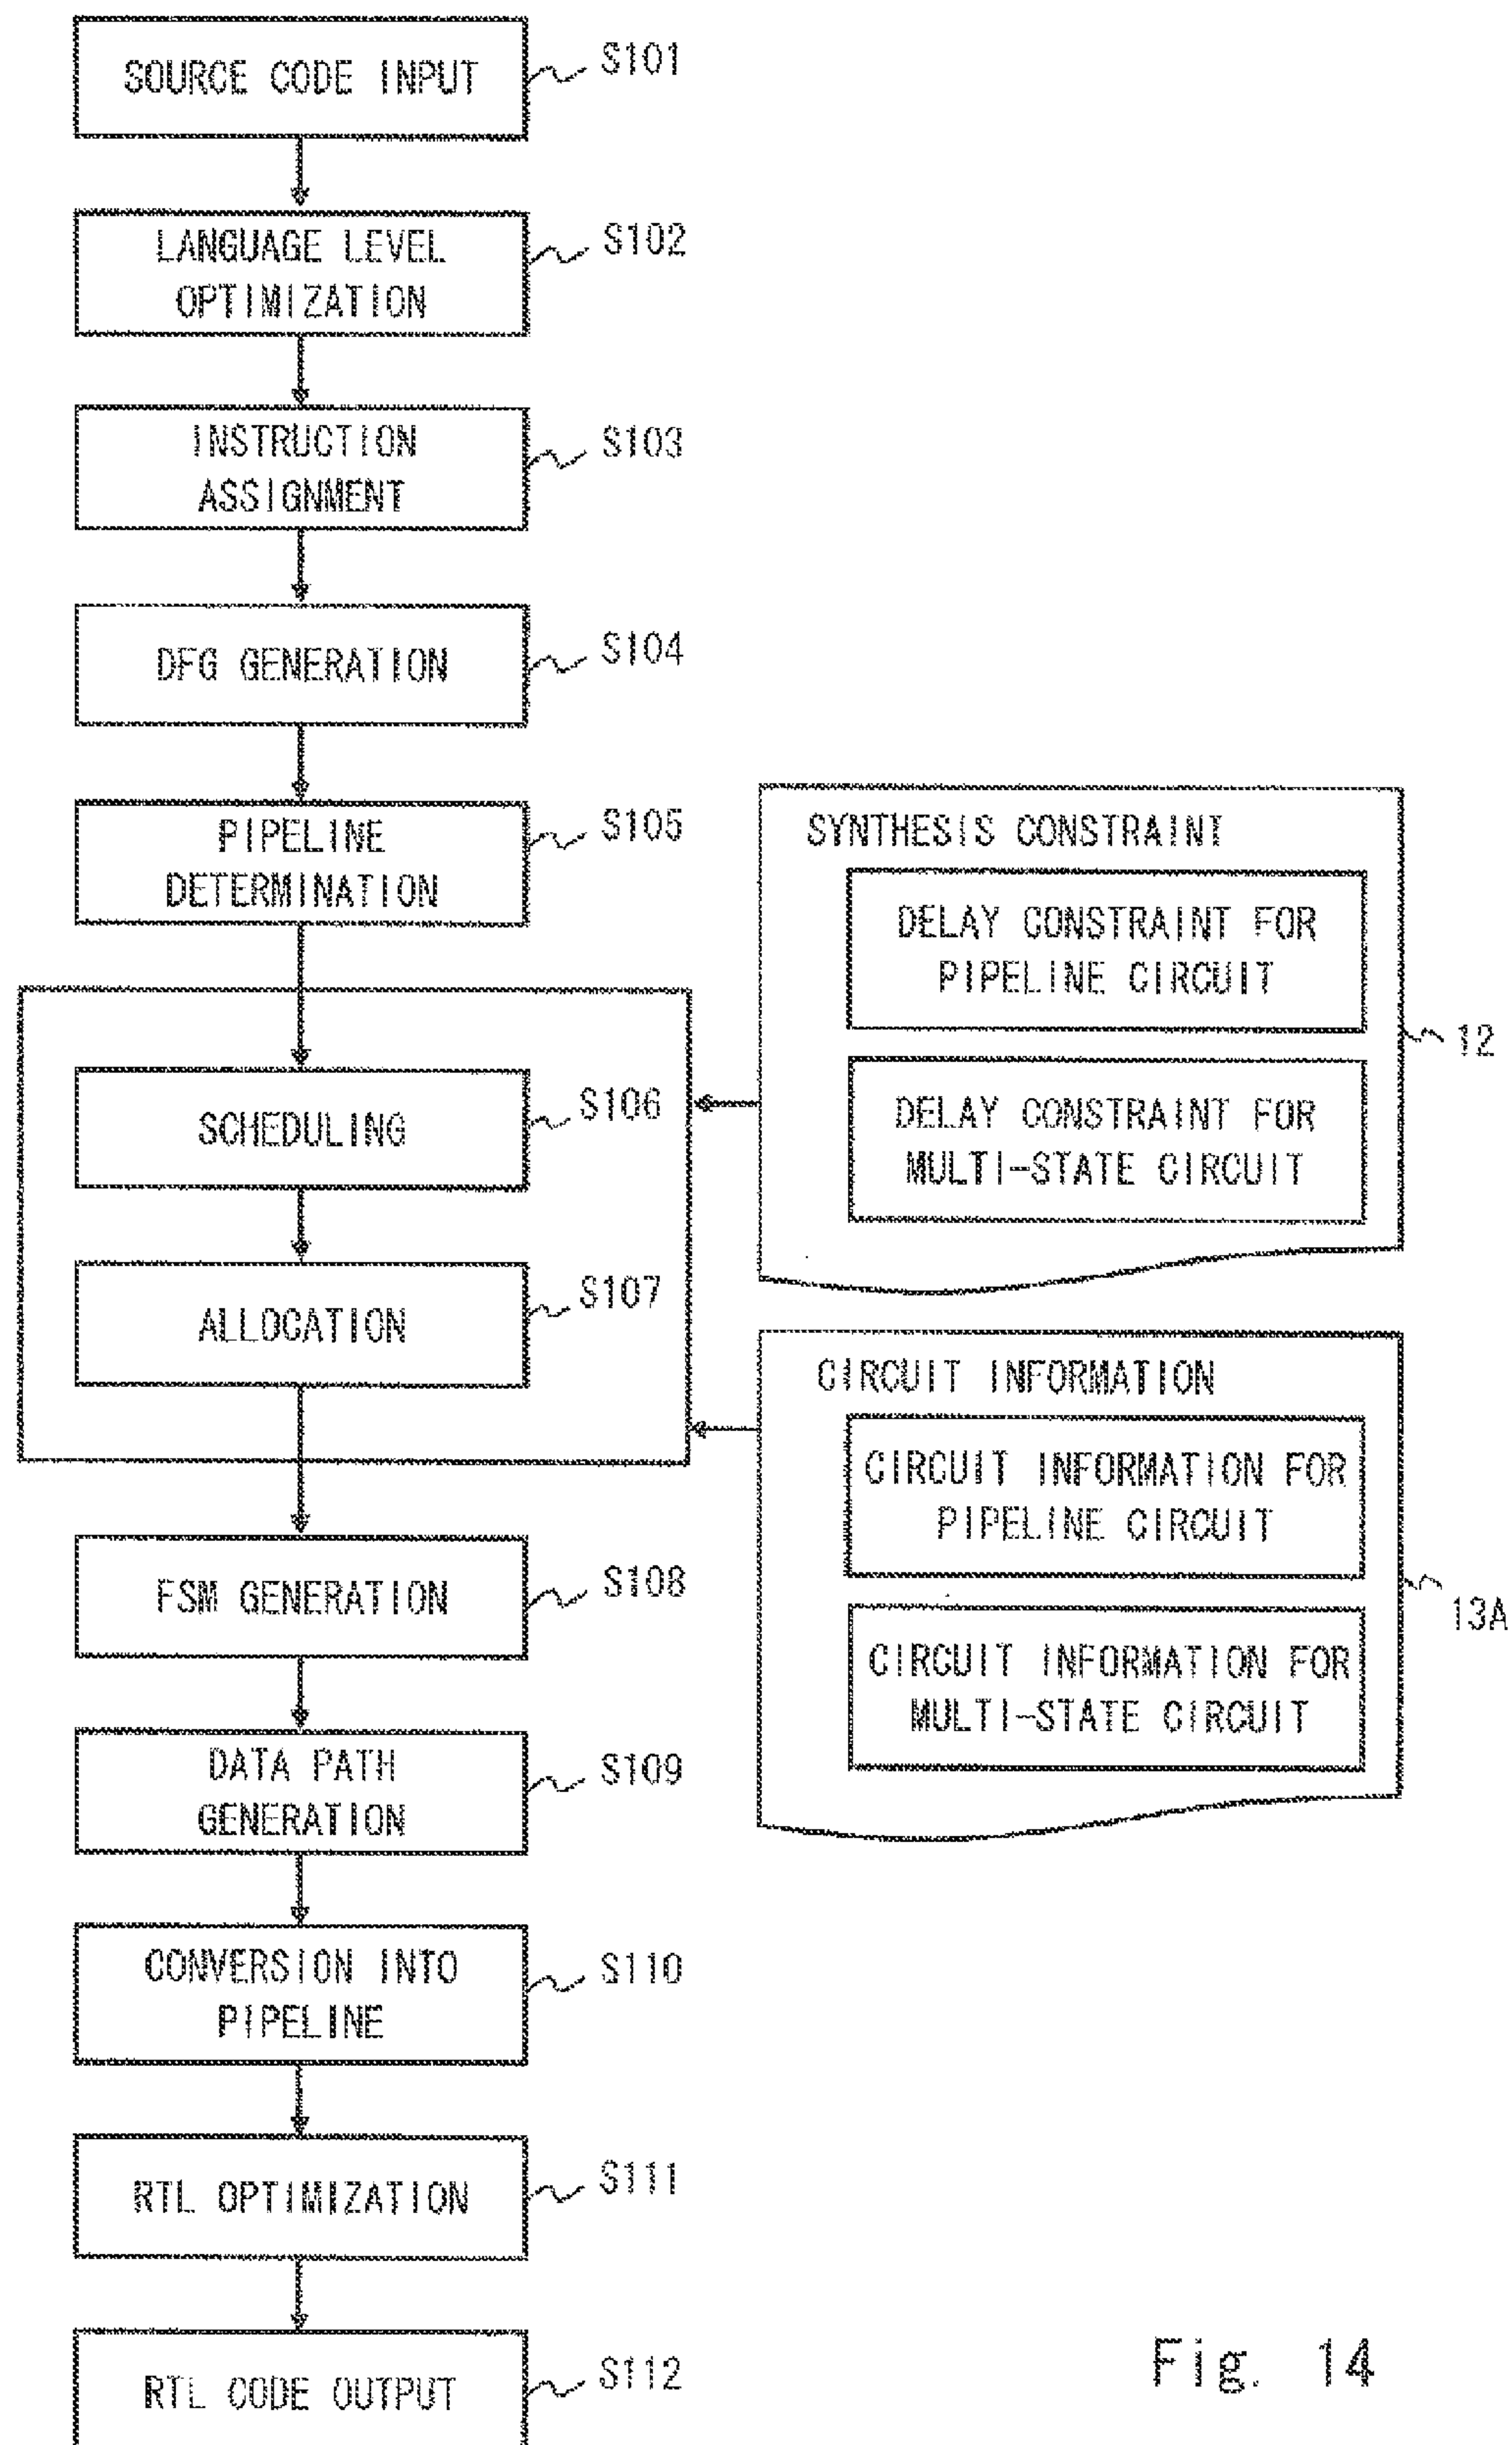 SOURCE CODE INPUT
S101
LANGUAGE LEVEL
OPTIMIZATION
S102
INSTRUCTION
ASSIGNMENT
S103
DFG GENERATION
S104
PIPELINE
DETERMINATION
S105
SCHEDULING
S106
ALLOCATION
S107
SYNTHESIS CONSTRAINT
DELAY CONSTRAINT FOR
PIPELINE CIRCUIT
DELAY CONSTRAINT FOR
MULTI-STATE CIRCUIT
12
CIRCUIT INFORMATION
CIRCUIT INFORMATION FOR
PIPELINE CIRCUIT
CIRCUIT INFORMATION FOR
MULTI-STATE CIRCUIT
13A
FSM GENERATION
S108
DATA PATH
GENERATION
S109
CONVERSION INTO
PIPELINE
S110
RTL OPTIMIZATION
S111
RTL CODE OUTPUT
S112
Fig. 14